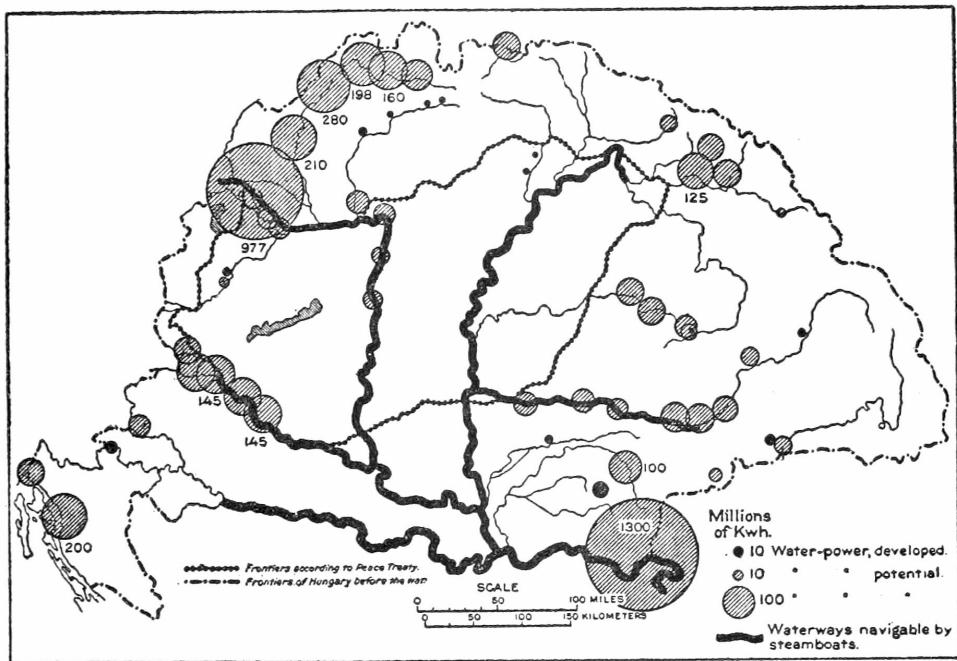 198
160
280
210
125
977
145
145
100
200
1300
Millions
of Kwh.
10 Water-power, developed.
10 " " potential.
100 " " "
Waterways navigable by
steamboats.
Frontiers according to Peace Treaty.
Frontiers of Hungary before the war.
SCALE
0 50 100 MILES
0 50 100 150 KILOMETERS